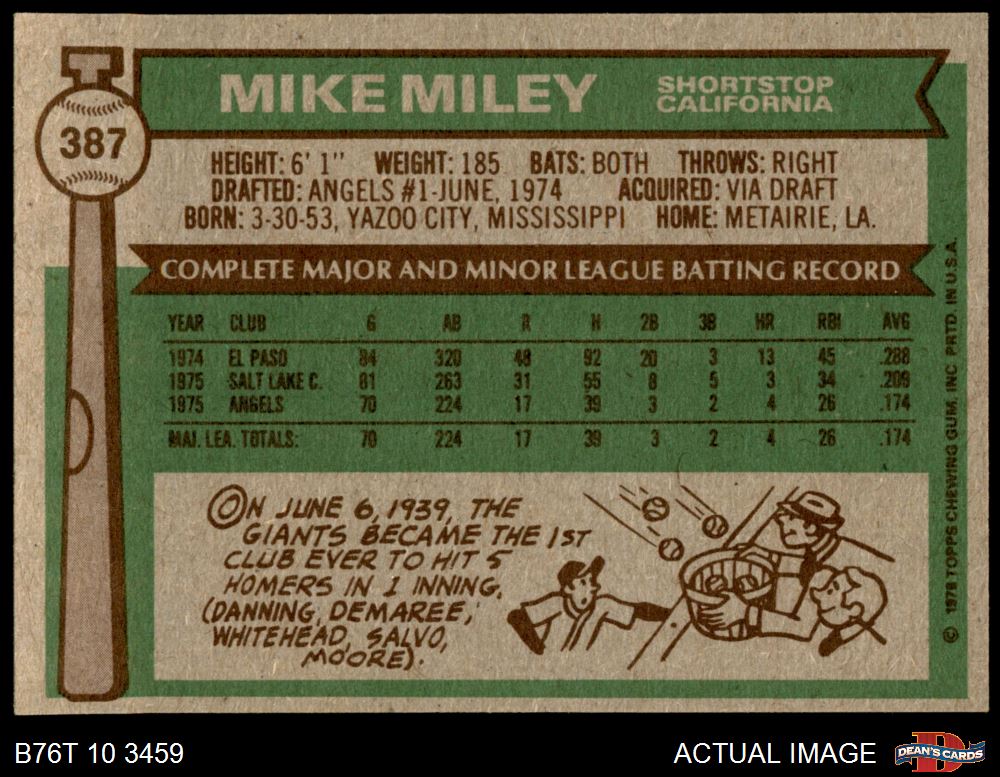 387
MIKE MILEY
SHORTSTOP
CALIFORNIA
HEIGHT: 6' 1" WEIGHT: 185 BATS: BOTH THROWS: RIGHT
DRAFTED: ANGELS #1-JUNE, 1974 ACQUIRED: VIA DRAFT
BORN: 3-30-53, YAZOO CITY, MISSISSIPPI HOME: METAIRIE, LA.
COMPLETE MAJOR AND MINOR LEAGUE BATTING RECORD
YEAR CLUB G AB R H 2B 3B HR RBI AVG
1974 EL PASO 84 320 48 92 20 3 13 45 .288
1975 SALT LAKE C. 81 263 31 55 8 5 3 34 .209
1975 ANGELS 70 224 17 39 3 2 4 26 .174
MAJ. LEA. TOTALS: 70 224 17 39 3 2 4 26 .174
ON JUNE 6, 1939, THE
GIANTS BECAME THE 1ST
CLUB EVER TO HIT 5
HOMERS IN 1 INNING,
(DANNING, DEMAREE,
WHITEHEAD, SALVO,
MOORE).
© 1976 TOPPS CHEWING GUM, INC PRTD. IN U.S.A.
B76T 10 3459
ACTUAL IMAGE
D
DEAN'S CARDS